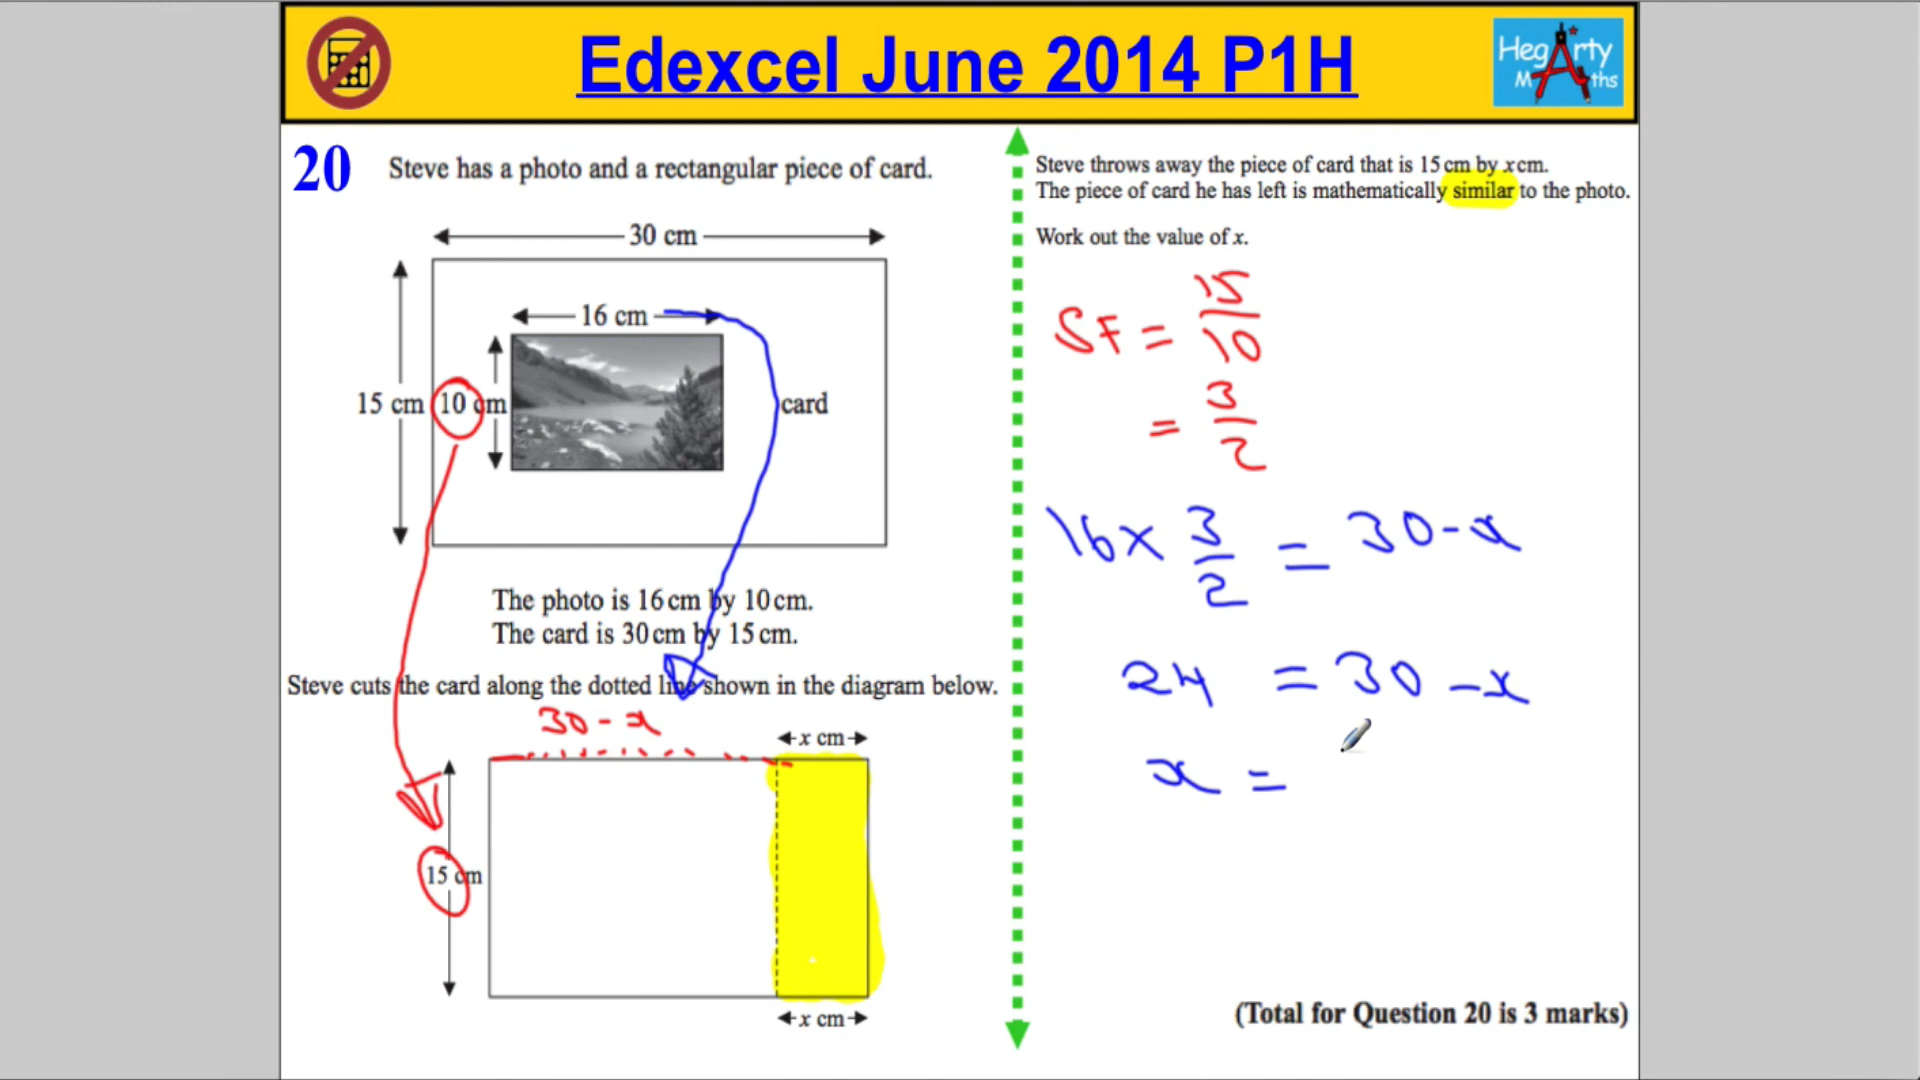 Edexcel June 2014 P1H
Hegarty
Maths
20 Steve has a photo and a rectangular piece of card.
30 cm
16 cm
15 cm 10 cm card
The photo is 16 cm by 10 cm.
The card is 30 cm by 15 cm.
Steve cuts the card along the dotted line shown in the diagram below.
30 - x
x cm
15 cm
x cm
Steve throws away the piece of card that is 15 cm by x cm.
The piece of card he has left is mathematically similar to the photo.
Work out the value of x.
SF = 15/10
= 3/2
16 × 3/2 = 30 - x
24 = 30 - x
x =
(Total for Question 20 is 3 marks)